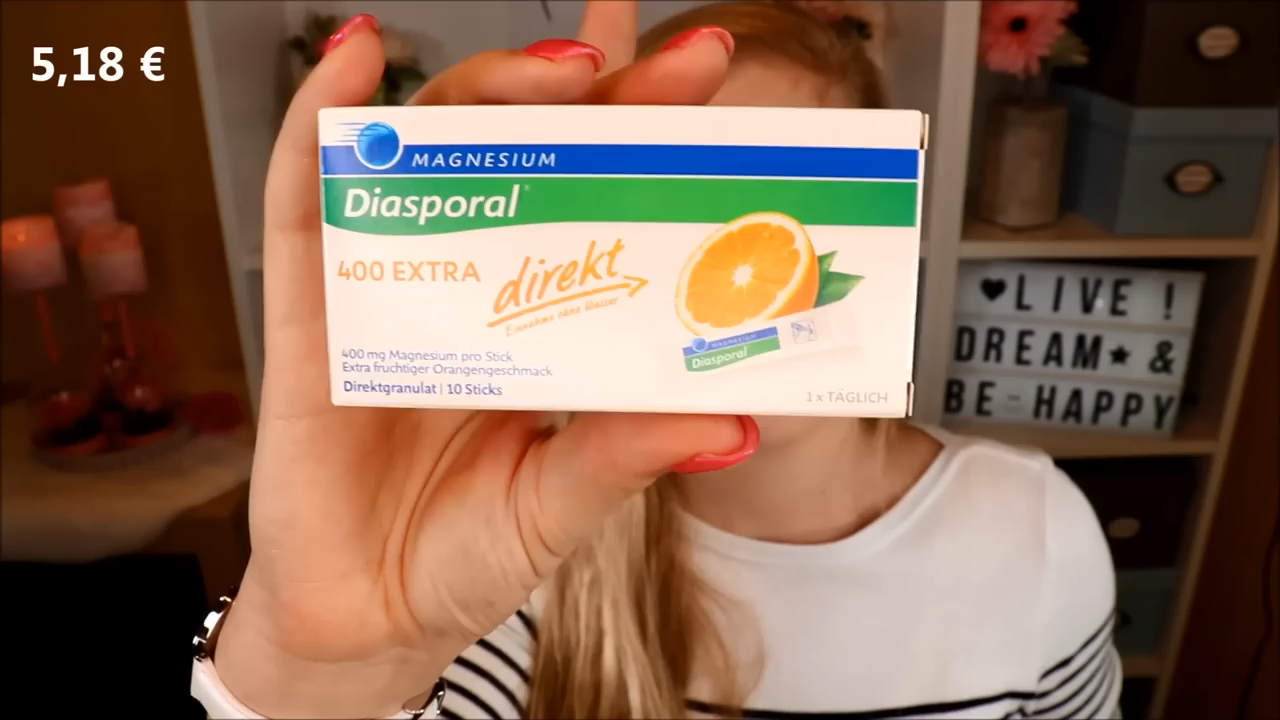 5,18 €
MAGNESIUM
Diasporal®
400 EXTRA
direkt
Einnahme ohne Wasser
400 mg Magnesium pro Stick
Extra fruchtiger Orangengeschmack
Direktgranulat | 10 Sticks
MAGNESIUM
Diasporal
1 x TÄGLICH
♥LIVE!
DREAM★&
BE-HAPPY